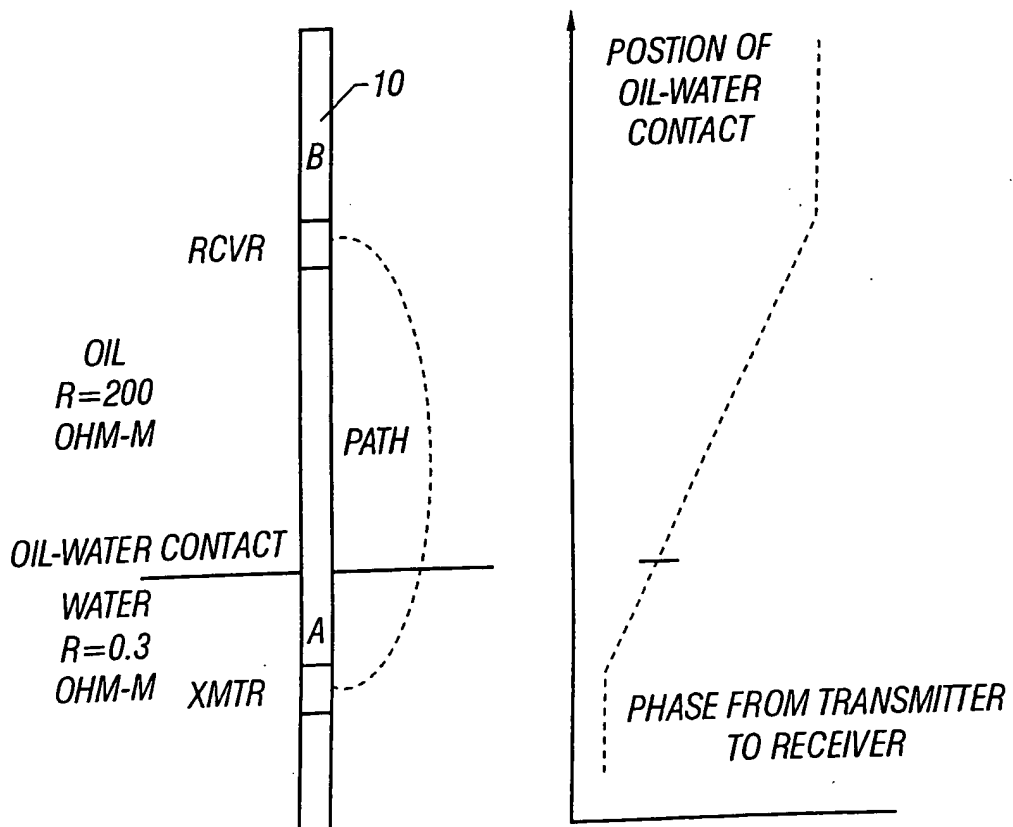 10
B
RCVR
OIL
R=200
OHM-M
PATH
OIL-WATER CONTACT
WATER
R=0.3
OHM-M
A
XMTR
POSTION OF
OIL-WATER
CONTACT
PHASE FROM TRANSMITTER
TO RECEIVER